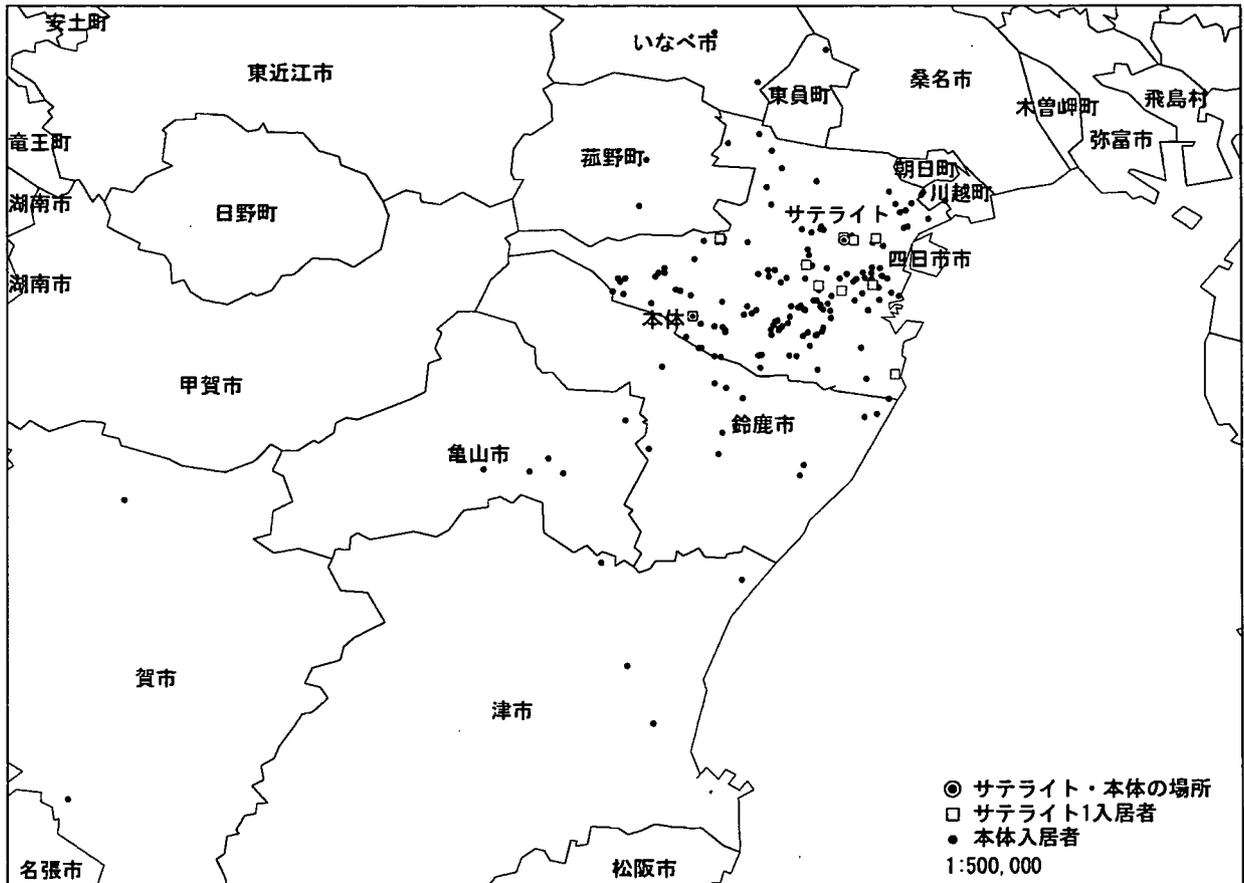 安土町
いなべ市
東近江市
桑名市
東員町
木曽岬町
飛島村
竜王町
弥富市
菰野町
朝日町
川越町
湖南市
日野町
サテライト
四日市市
湖南市
本体
甲賀市
鈴鹿市
亀山市
賀市
津市
サテライト・本体の場所
サテライト1入居者
本体入居者
1:500,000
名張市
松阪市